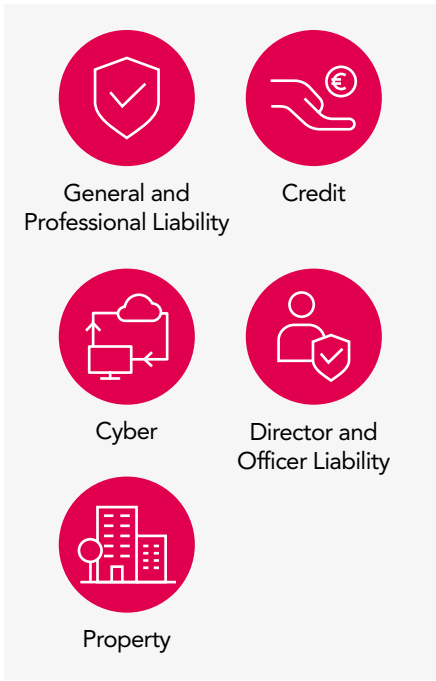 €
General and
Professional Liability
Credit
Cyber
Director and
Officer Liability
Property